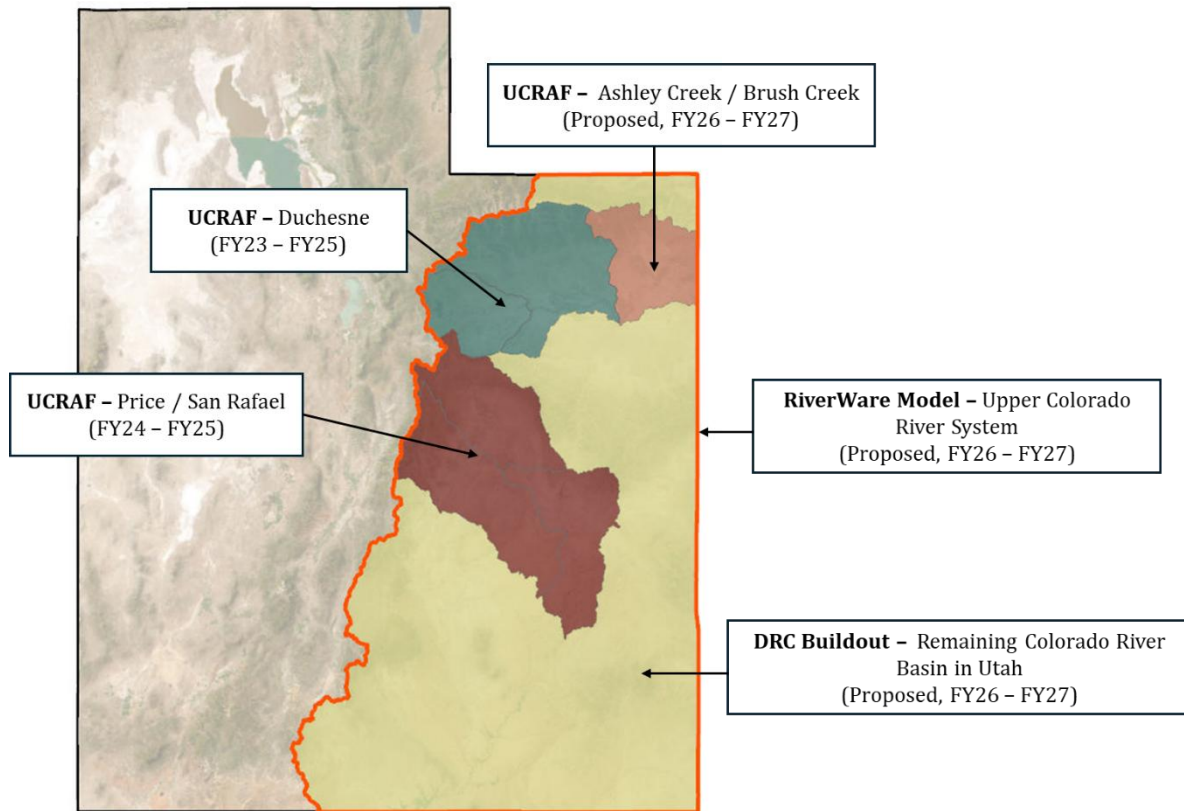 UCRAF – Ashley Creek / Brush Creek
(Proposed, FY26 – FY27)
UCRAF – Duchesne
(FY23 – FY25)
UCRAF – Price / San Rafael
(FY24 – FY25)
RiverWare Model – Upper Colorado
River System
(Proposed, FY26 – FY27)
DRC Buildout – Remaining Colorado River
Basin in Utah
(Proposed, FY26 – FY27)